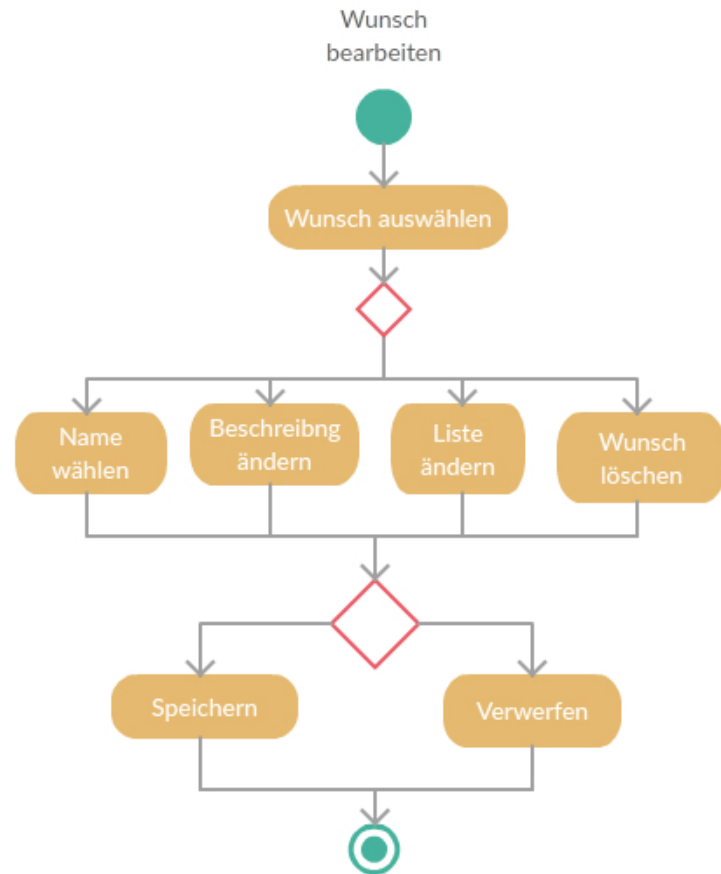 Wunsch
bearbeiten
Wunsch auswählen
Name
wählen
Beschreibng
ändern
Liste
ändern
Wunsch
löschen
Speichern
Verwerfen